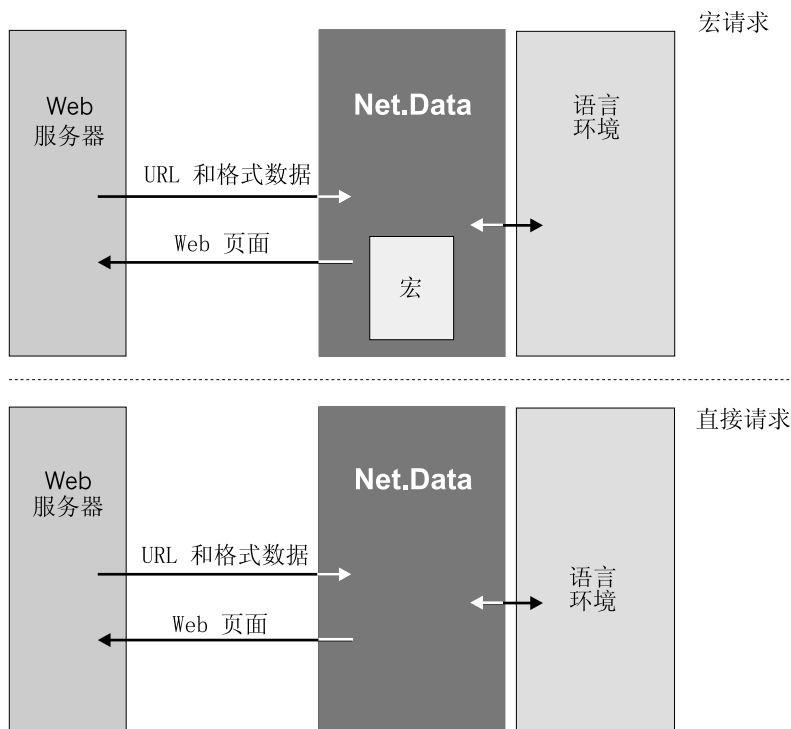 宏请求
Web
服务器
Net.Data
语言
环境
URL 和格式数据
Web 页面
宏
直接请求
Web
服务器
Net.Data
URL 和格式数据
语言
环境
Web 页面